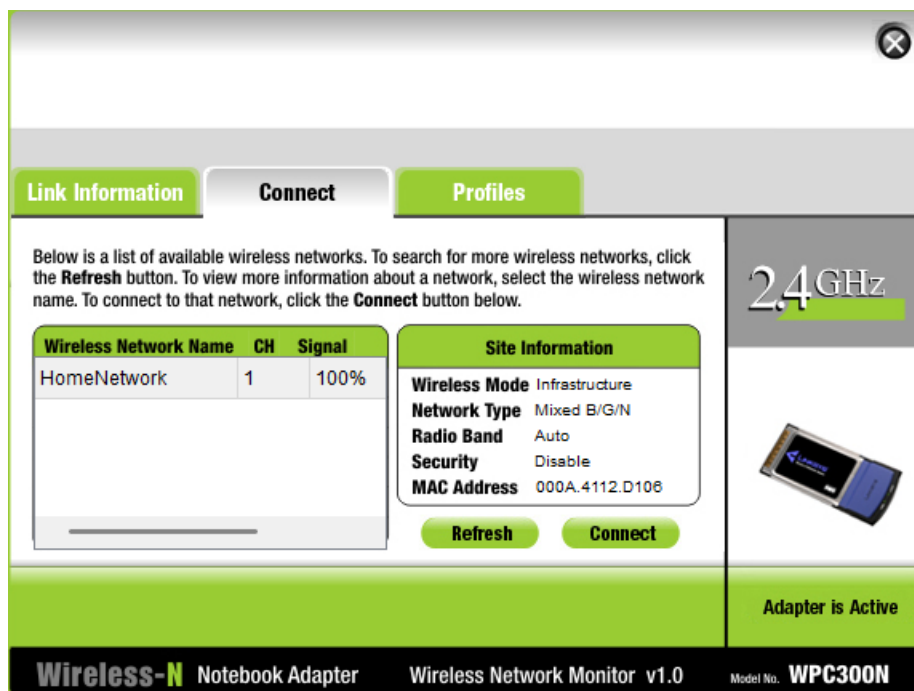 Link Information
Connect
Profiles
Below is a list of available wireless networks. To search for more wireless networks, click
the Refresh button. To view more information about a network, select the wireless network
name. To connect to that network, click the Connect button below.
2.4GHz
Wireless Network Name CH Signal
HomeNetwork 1 100%
Site Information
Wireless Mode Infrastructure
Network Type Mixed B/G/N
Radio Band Auto
Security Disable
MAC Address 000A.4112.D106
Refresh
Connect
LINKSYS
Adapter is Active
Wireless-N Notebook Adapter Wireless Network Monitor v1.0 Model No. WPC300N